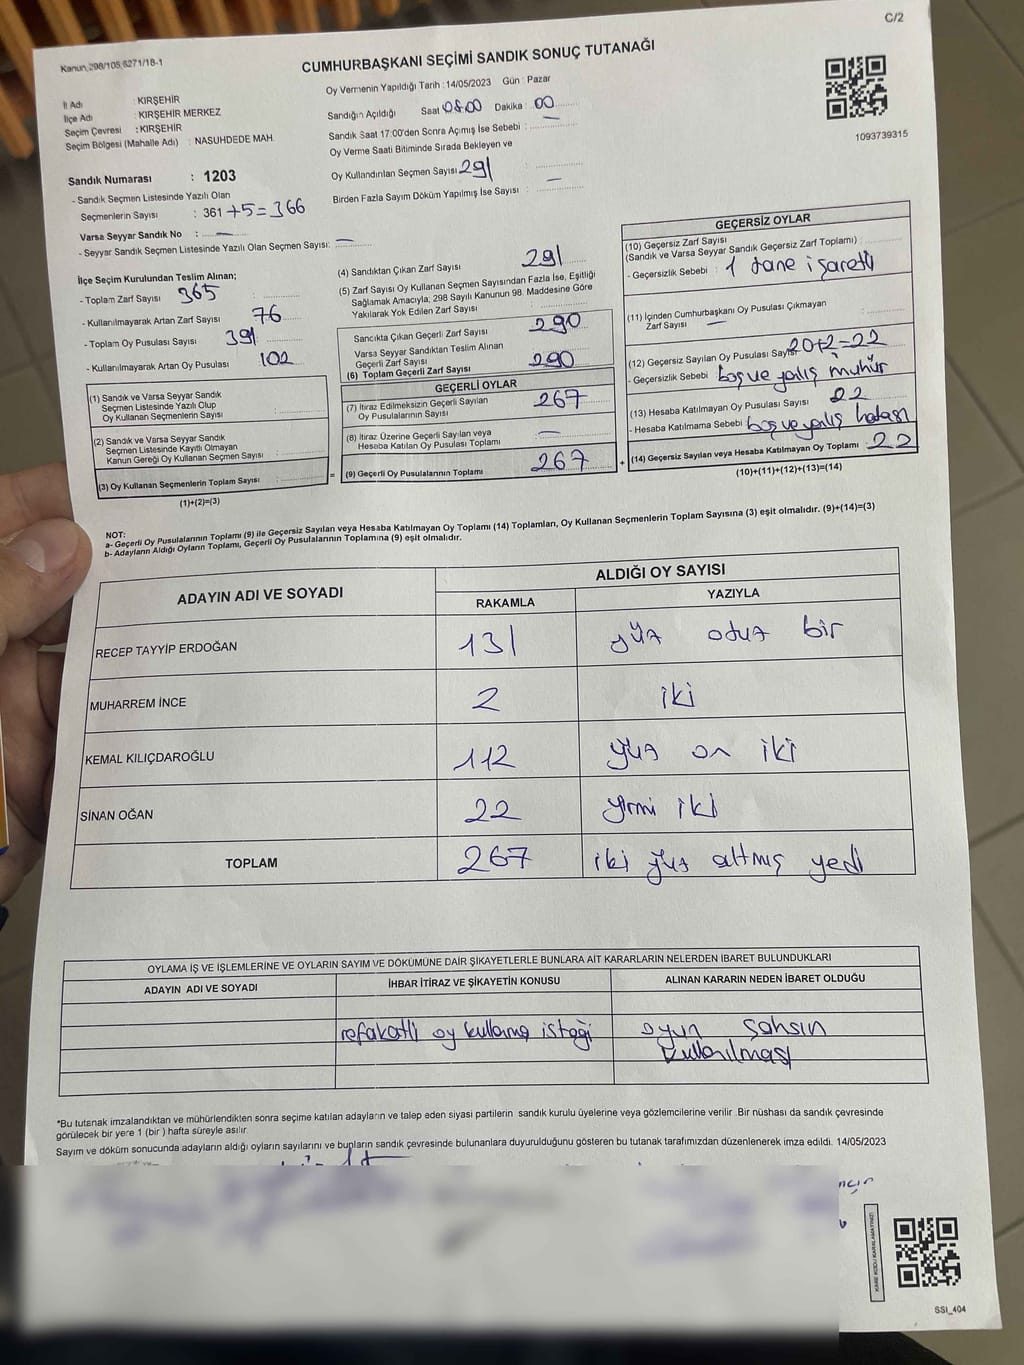 C/2
Kanun,298/108,6271/18-1
CUMHURBAŞKANI SEÇİMİ SANDIK SONUÇ TUTANAĞI
İl Adı : KIRŞEHİR
İlçe Adı : KIRŞEHİR MERKEZ
Seçim Çevresi : KIRŞEHİR
Seçim Bölgesi (Mahalle Adı) : NASUHDEDE MAH.
Oy Vermenin Yapıldığı Tarih : 14/05/2023 Gün : Pazar
Sandığın Açıldığı Saat 08:00 Dakika : 00
Sandık Saat 17:00'den Sonra Açılmış İse Sebebi : —
Oy Verme Saati Bitiminde Sırada Bekleyen ve
Oy Kullandırılan Seçmen Sayısı : 291
Birden Fazla Sayım Döküm Yapılmış İse Sayısı : —
1093739315
Sandık Numarası : 1203
- Sandık Seçmen Listesinde Yazılı Olan
Seçmenlerin Sayısı : 361 +5=366
Varsa Seyyar Sandık No : —
- Seyyar Sandık Seçmen Listesinde Yazılı Olan Seçmen Sayısı: —
İlçe Seçim Kurulundan Teslim Alınan;
- Toplam Zarf Sayısı 365
- Kullanılmayarak Artan Zarf Sayısı 76
- Toplam Oy Pusulası Sayısı 391
- Kullanılmayarak Artan Oy Pusulası 102
(1) Sandık ve Varsa Seyyar Sandık
Seçmen Listesinde Yazılı Olup
Oy Kullanan Seçmenlerin Sayısı :
(2) Sandık ve Varsa Seyyar Sandık
Seçmen Listesinde Kayıtlı Olmayan
Kanun Gereği Oy Kullanan Seçmen Sayısı :
(3) Oy Kullanan Seçmenlerin Toplam Sayısı :
(1)+(2)=(3)
(4) Sandıktan Çıkan Zarf Sayısı 291
(5) Zarf Sayısı Oy Kullanan Seçmen Sayısından Fazla İse, Eşitliği
Sağlamak Amacıyla; 298 Sayılı Kanunun 98. Maddesine Göre
Yakılarak Yok Edilen Zarf Sayısı :
Sandıkta Çıkan Geçerli Zarf Sayısı 290
Varsa Seyyar Sandıktan Teslim Alınan
Geçerli Zarf Sayısı
(6) Toplam Geçerli Zarf Sayısı 290
GEÇERLİ OYLAR
(7) İtiraz Edilmeksizin Geçerli Sayılan
Oy Pusulalarının Sayısı : 267
(8) İtiraz Üzerine Geçerli Sayılan veya
Hesaba Katılan Oy Pusulası Toplamı : —
(9) Geçerli Oy Pusulalarının Toplamı : 267
=
+
GEÇERSİZ OYLAR
(10) Geçersiz Zarf Sayısı
(Sandık ve Varsa Seyyar Sandık Geçersiz Zarf Toplamı) :
- Geçersizlik Sebebi : 1 tane işaretli
(11) İçinden Cumhurbaşkanı Oy Pusulası Çıkmayan
Zarf Sayısı —
(12) Geçersiz Sayılan Oy Pusulası Sayısı 20+2=22
- Geçersizlik Sebebi boş ve yanlış mühür
(13) Hesaba Katılmayan Oy Pusulası Sayısı : 22
- Hesaba Katılmama Sebebi : boş ve yanlış hatası
(14) Geçersiz Sayılan veya Hesaba Katılmayan Oy Toplamı : 22
(10)+(11)+(12)+(13)=(14)
NOT:
a- Geçerli Oy Pusulalarının Toplamı (9) ile Geçersiz Sayılan veya Hesaba Katılmayan Oy Toplamı (14) Toplamları, Oy Kullanan Seçmenlerin Toplam Sayısına (3) eşit olmalıdır. (9)+(14)=(3)
b- Adayların Aldığı Oyların Toplamı, Geçerli Oy Pusulalarının Toplamına (9) eşit olmalıdır.
ADAYIN ADI VE SOYADI
ALDIĞI OY SAYISI
RAKAMLA YAZIYLA
RECEP TAYYİP ERDOĞAN 131 yüz otuz bir
MUHARREM İNCE 2 iki
KEMAL KILIÇDAROĞLU 112 yüz on iki
SİNAN OĞAN 22 yirmi iki
TOPLAM 267 iki yüz altmış yedi
OYLAMA İŞ VE İŞLEMLERİNE VE OYLARIN SAYIM VE DÖKÜMÜNE DAİR ŞİKAYETLERLE BUNLARA AİT KARARLARIN NELERDEN İBARET BULUNDUKLARI
ADAYIN ADI VE SOYADI İHBAR İTİRAZ VE ŞİKAYETİN KONUSU ALINAN KARARIN NEDEN İBARET OLDUĞU
refakatli oy kullanma isteği oyun şahsın
kullanılması
*Bu tutanak imzalandıktan ve mühürlendikten sonra seçime katılan adayların ve talep eden siyasi partilerin sandık kurulu üyelerine veya gözlemcilerine verilir .Bir nüshası da sandık çevresinde
görülecek bir yere 1 (bir) hafta süreyle asılır.
Sayım ve döküm sonucunda adayların aldığı oyların sayılarını ve bunların sandık çevresinde bulunanlara duyurulduğunu gösteren bu tutanak tarafımızdan düzenlenerek imza edildi. 14/05/2023
KARE KODU KARALAMAYINIZ!
SSI_404